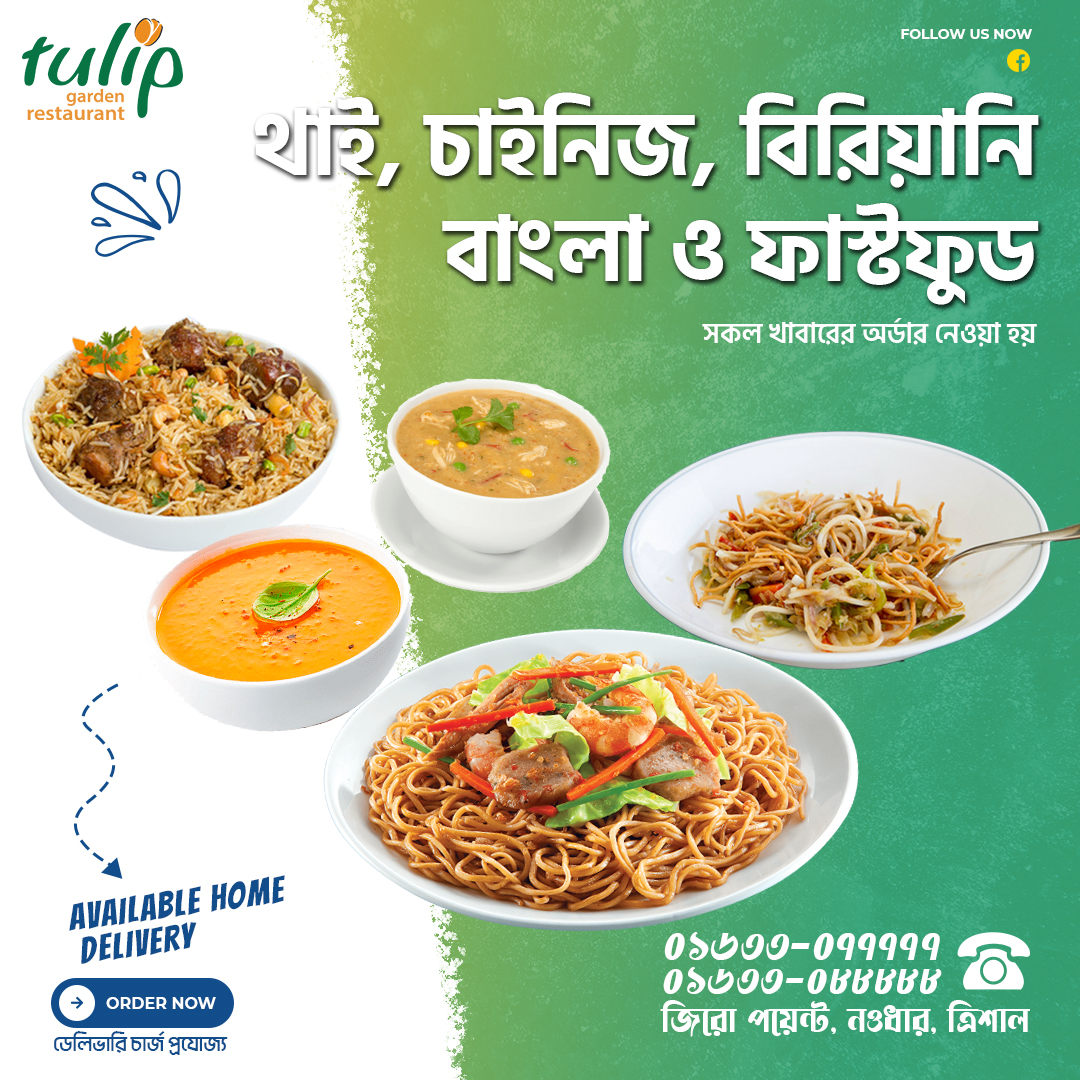 tulip
garden
restaurant
FOLLOW US NOW
থাই, চাইনিজ, বিরিয়ানি
বাংলা ও ফাস্টফুড
সকল খাবারের অর্ডার নেওয়া হয়
AVAILABLE HOME
DELIVERY
ORDER NOW
ডেলিভারি চার্জ প্রযোজ্য
০১৬৩৩-০৭৭৭৭৭
০১৬৩৩-০৮৮৮৮৮
জিরো পয়েন্ট, নওধার, ত্রিশাল